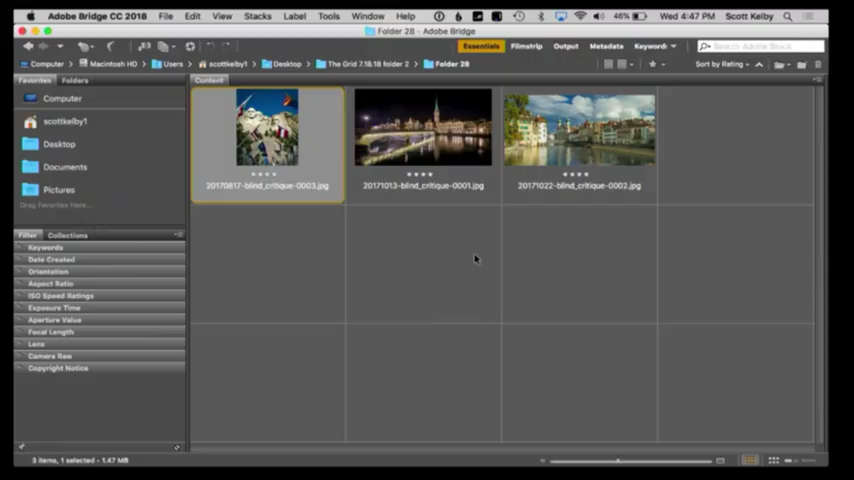 Adobe Bridge CC 2018 File Edit View Stacks Label Tools Window Help 46% Wed 4:47 PM Scott Kelby
Folder 28 - Adobe Bridge
Essentials Filmstrip Output Metadata Keywords Search Adobe Stock
Computer Macintosh HD Users scottkelby1 Desktop The Grid 7.18.18 folder 2 Folder 28 Sort by Rating
Favorites Folders Content
Computer
scottkelby1
Desktop
Documents
Pictures
Drag Favorites Here...
20170817-blind_critique-0003.jpg 20171013-blind_critique-0001.jpg 20171022-blind_critique-0002.jpg
Filter Collections
Keywords
Date Created
Orientation
Aspect Ratio
ISO Speed Ratings
Exposure Time
Aperture Value
Focal Length
Lens
Camera Raw
Copyright Notice
3 items, 1 selected - 1.47 MB